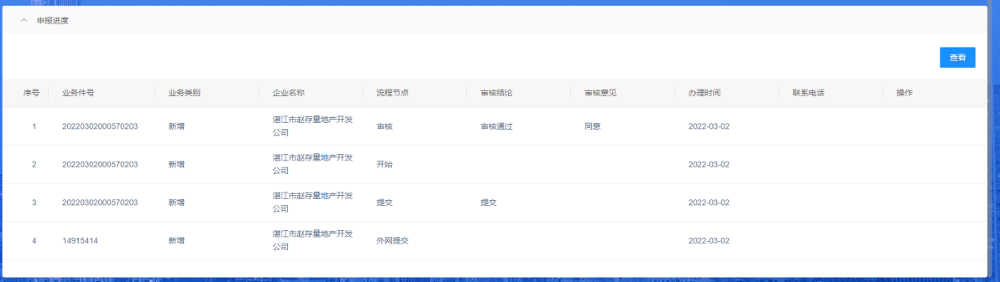 申报进度
查看
序号 业务件号 业务类别 企业名称 流程节点 审核结论 审核意见 办理时间 联系电话 操作
1 20220302000570203 新增 湛江市赵存量地产开发公司 审核 审核通过 同意 2022-03-02
2 20220302000570203 新增 湛江市赵存量地产开发公司 开始 2022-03-02
3 20220302000570203 新增 湛江市赵存量地产开发公司 提交 提交 2022-03-02
4 14915414 新增 湛江市赵存量地产开发公司 外网提交 2022-03-02